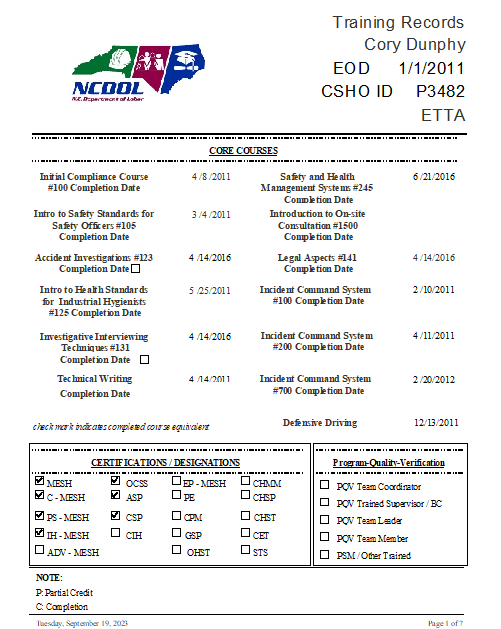 Training Records
Cory Dunphy
EOD 1/1/2011
CSHO ID P3482
ETTA
NCDOL
N.C. Department of Labor
CORE COURSES
Initial Compliance Course #100 Completion Date 4 /8 /2011
Safety and Health Management Systems #245 Completion Date 6 /21/2016
Intro to Safety Standards for Safety Officers #105 Completion Date 3 /4 /2011
Introduction to On-site Consultation #1500 Completion Date
Accident Investigations #123 Completion Date 4 /14/2016
Legal Aspects #141 Completion Date 4 /14/2016
Intro to Health Standards for Industrial Hygienists #125 Completion Date 5 /25/2011
Incident Command System #100 Completion Date 2 /10/2011
Investigative Interviewing Techniques #131 Completion Date 4 /14/2016
Incident Command System #200 Completion Date 4 /11/2011
Technical Writing Completion Date 4 /14/2011
Incident Command System #700 Completion Date 2 /20/2012
check mark indicates completed course equivalent
Defensive Driving 12/13/2011
CERTIFICATIONS / DESIGNATIONS
MESH OCSS EP - MESH CHMM
C - MESH ASP PE CHSP
PS - MESH CSP CPM CHST
IH - MESH CIH GSP CET
ADV - MESH OHST STS
Program-Quality-Verification
PQV Team Coordinator
PQV Trained Supervisor / BC
PQV Team Leader
PQV Team Member
PSM / Other Trained
NOTE:
P: Partial Credit
C: Completion
Tuesday, September 19, 2023 Page 1 of 7